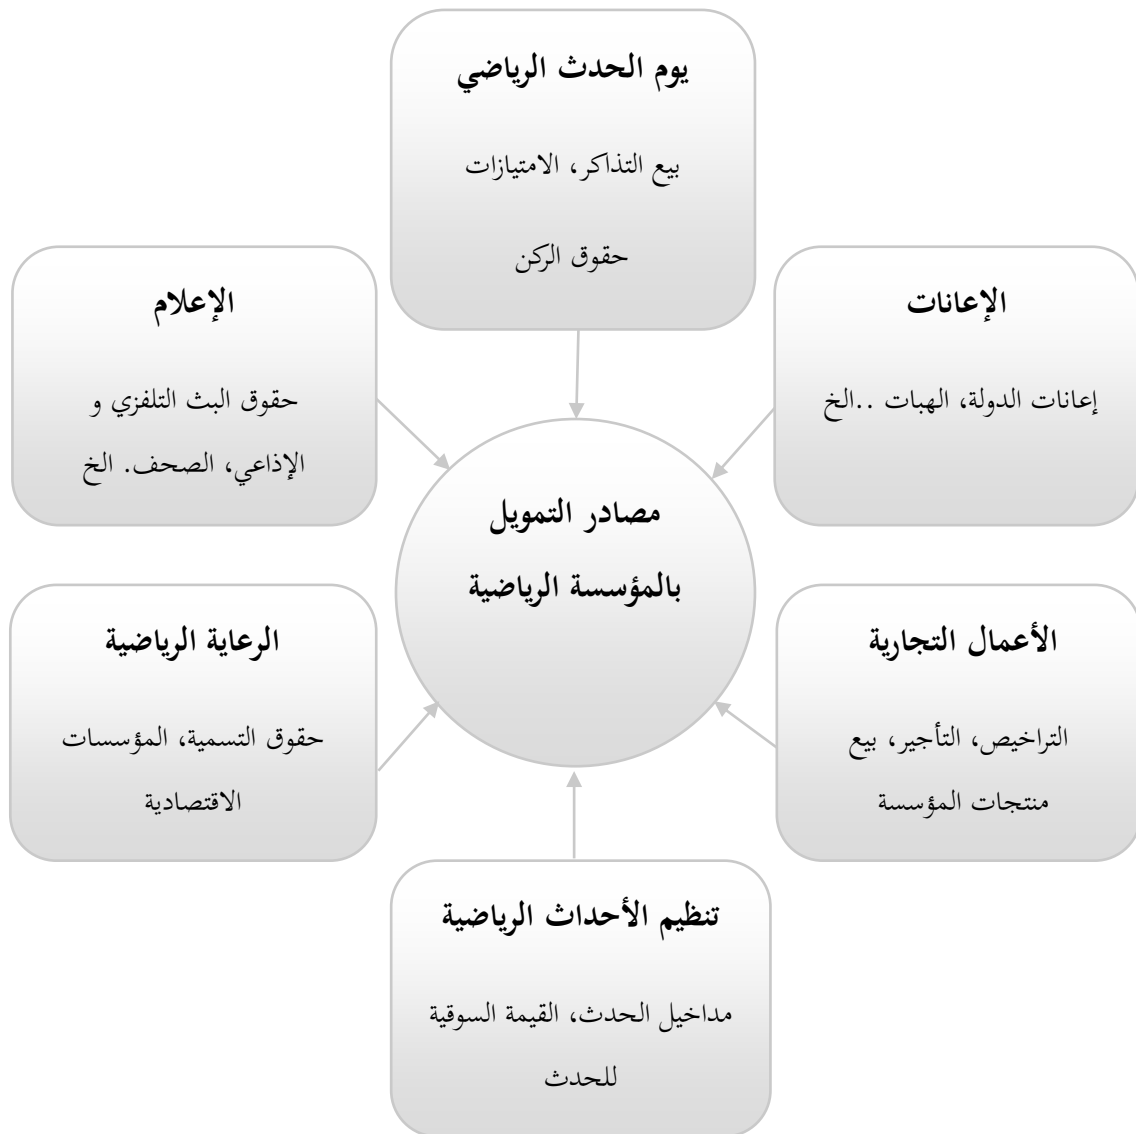 يوم الحدث الرياضي
بيع التذاكر، الامتيازات
حقوق الركن
الإعانات
إعانات الدولة، الهبات ..الخ
الإعلام
حقوق البث التلفزي و
الإذاعي، الصحف. الخ
مصادر التمويل
بالمؤسسة الرياضية
الأعمال التجارية
التراخيص، التأجير، بيع
منتجات المؤسسة
الرعاية الرياضية
حقوق التسمية، المؤسسات
الاقتصادية
تنظيم الأحداث الرياضية
مداخيل الحدث، القيمة السوقية
للحدث